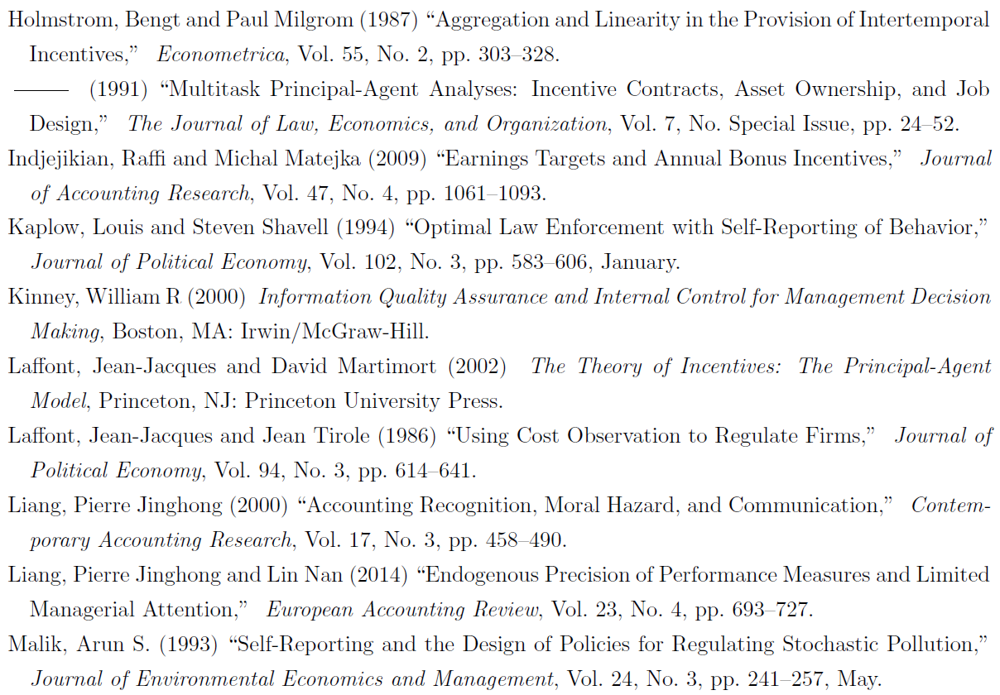 Holmstrom, Bengt and Paul Milgrom (1987) “Aggregation and Linearity in the Provision of Intertemporal
Incentives,” Econometrica, Vol. 55, No. 2, pp. 303–328.
——— (1991) “Multitask Principal-Agent Analyses: Incentive Contracts, Asset Ownership, and Job
Design,” The Journal of Law, Economics, and Organization, Vol. 7, No. Special Issue, pp. 24–52.
Indjejikian, Raffi and Michal Matejka (2009) “Earnings Targets and Annual Bonus Incentives,” Journal
of Accounting Research, Vol. 47, No. 4, pp. 1061–1093.
Kaplow, Louis and Steven Shavell (1994) “Optimal Law Enforcement with Self-Reporting of Behavior,”
Journal of Political Economy, Vol. 102, No. 3, pp. 583–606, January.
Kinney, William R (2000) Information Quality Assurance and Internal Control for Management Decision
Making, Boston, MA: Irwin/McGraw-Hill.
Laffont, Jean-Jacques and David Martimort (2002) The Theory of Incentives: The Principal-Agent
Model, Princeton, NJ: Princeton University Press.
Laffont, Jean-Jacques and Jean Tirole (1986) “Using Cost Observation to Regulate Firms,” Journal of
Political Economy, Vol. 94, No. 3, pp. 614–641.
Liang, Pierre Jinghong (2000) “Accounting Recognition, Moral Hazard, and Communication,” Contem-
porary Accounting Research, Vol. 17, No. 3, pp. 458–490.
Liang, Pierre Jinghong and Lin Nan (2014) “Endogenous Precision of Performance Measures and Limited
Managerial Attention,” European Accounting Review, Vol. 23, No. 4, pp. 693–727.
Malik, Arun S. (1993) “Self-Reporting and the Design of Policies for Regulating Stochastic Pollution,”
Journal of Environmental Economics and Management, Vol. 24, No. 3, pp. 241–257, May.